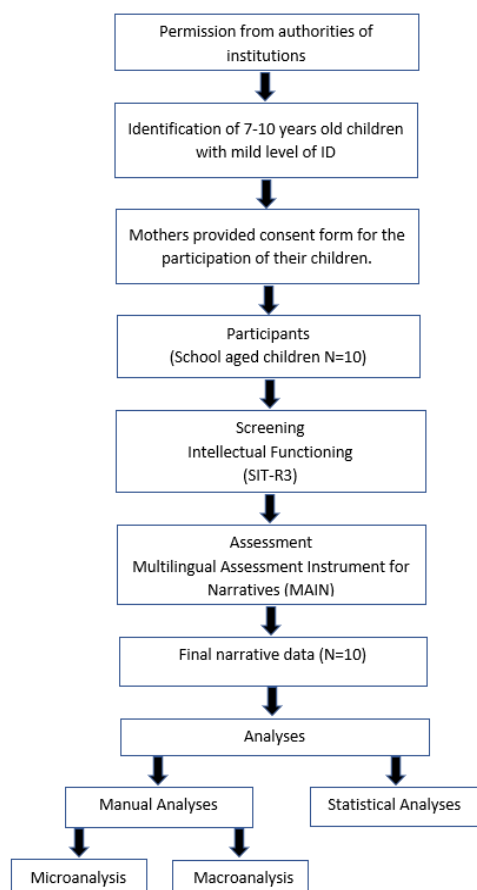 Permission from authorities of
institutions
Identification of 7-10 years old children
with mild level of ID
Mothers provided consent form for the
participation of their children.
Participants
(School aged children N=10)
Screening
Intellectual Functioning
(SIT-R3)
Assessment
Multilingual Assessment Instrument for
Narratives (MAIN)
Final narrative data (N=10)
Analyses
Manual Analyses
Statistical Analyses
Microanalysis
Macroanalysis